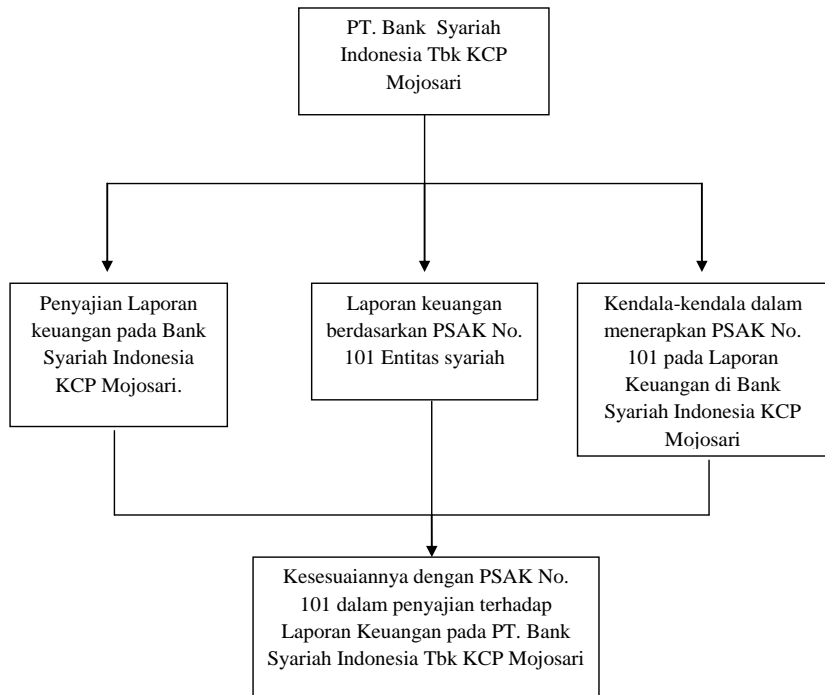 PT. Bank  Syariah
Indonesia Tbk KCP
Mojosari
Penyajian Laporan
keuangan pada Bank
Syariah Indonesia
KCP Mojosari.
Laporan keuangan
berdasarkan PSAK No.
101 Entitas syariah
Kendala-kendala dalam
menerapkan PSAK No.
101 pada Laporan
Keuangan di Bank
Syariah Indonesia KCP
Mojosari
Kesesuaiannya dengan PSAK No.
101 dalam penyajian terhadap
Laporan Keuangan pada PT. Bank
Syariah Indonesia Tbk KCP Mojosari